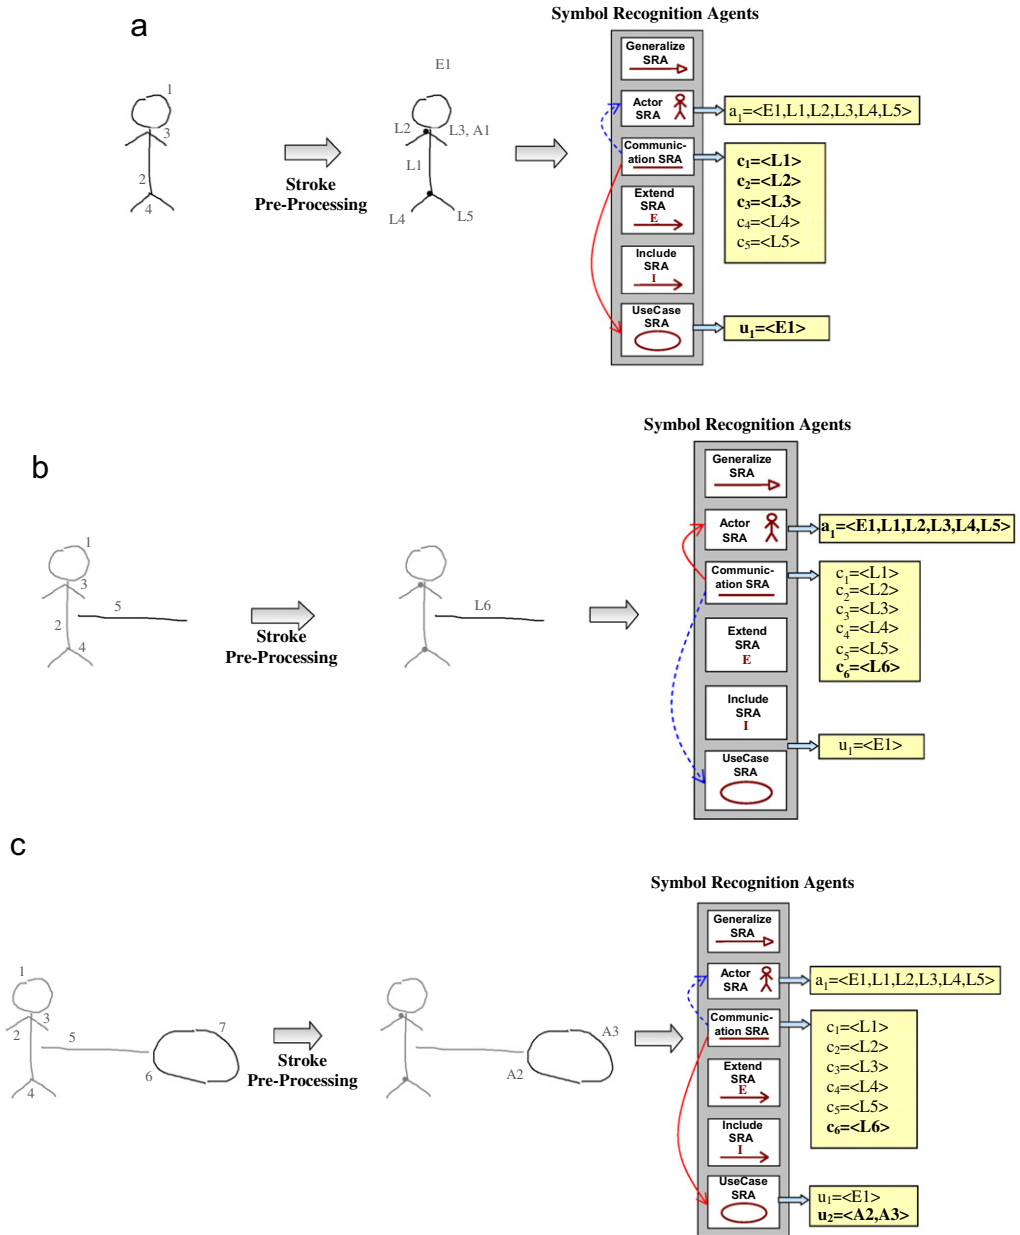 a
Symbol Recognition Agents
1
3
2
4
Stroke
Pre-Processing
E1
L2
L3, A1
L1
L4
L5
Generalize
SRA
Actor
SRA
Communic-
ation SRA
Extend
SRA
E
Include
SRA
I
UseCase
SRA
a1=<E1,L1,L2,L3,L4,L5>
c1=<L1>
c2=<L2>
c3=<L3>
c4=<L4>
c5=<L5>
u1=<E1>
b
Symbol Recognition Agents
1
3
5
2
4
Stroke
Pre-Processing
L6
Generalize
SRA
Actor
SRA
Communic-
ation SRA
Extend
SRA
E
Include
SRA
I
UseCase
SRA
a1=<E1,L1,L2,L3,L4,L5>
c1=<L1>
c2=<L2>
c3=<L3>
c4=<L4>
c5=<L5>
c6=<L6>
u1=<E1>
c
Symbol Recognition Agents
1
3
2
5
7
6
4
Stroke
Pre-Processing
A3
A2
Generalize
SRA
Actor
SRA
Communic-
ation SRA
Extend
SRA
E
Include
SRA
I
UseCase
SRA
a1=<E1,L1,L2,L3,L4,L5>
c1=<L1>
c2=<L2>
c3=<L3>
c4=<L4>
c5=<L5>
c6=<L6>
u1=<E1>
u2=<A2,A3>